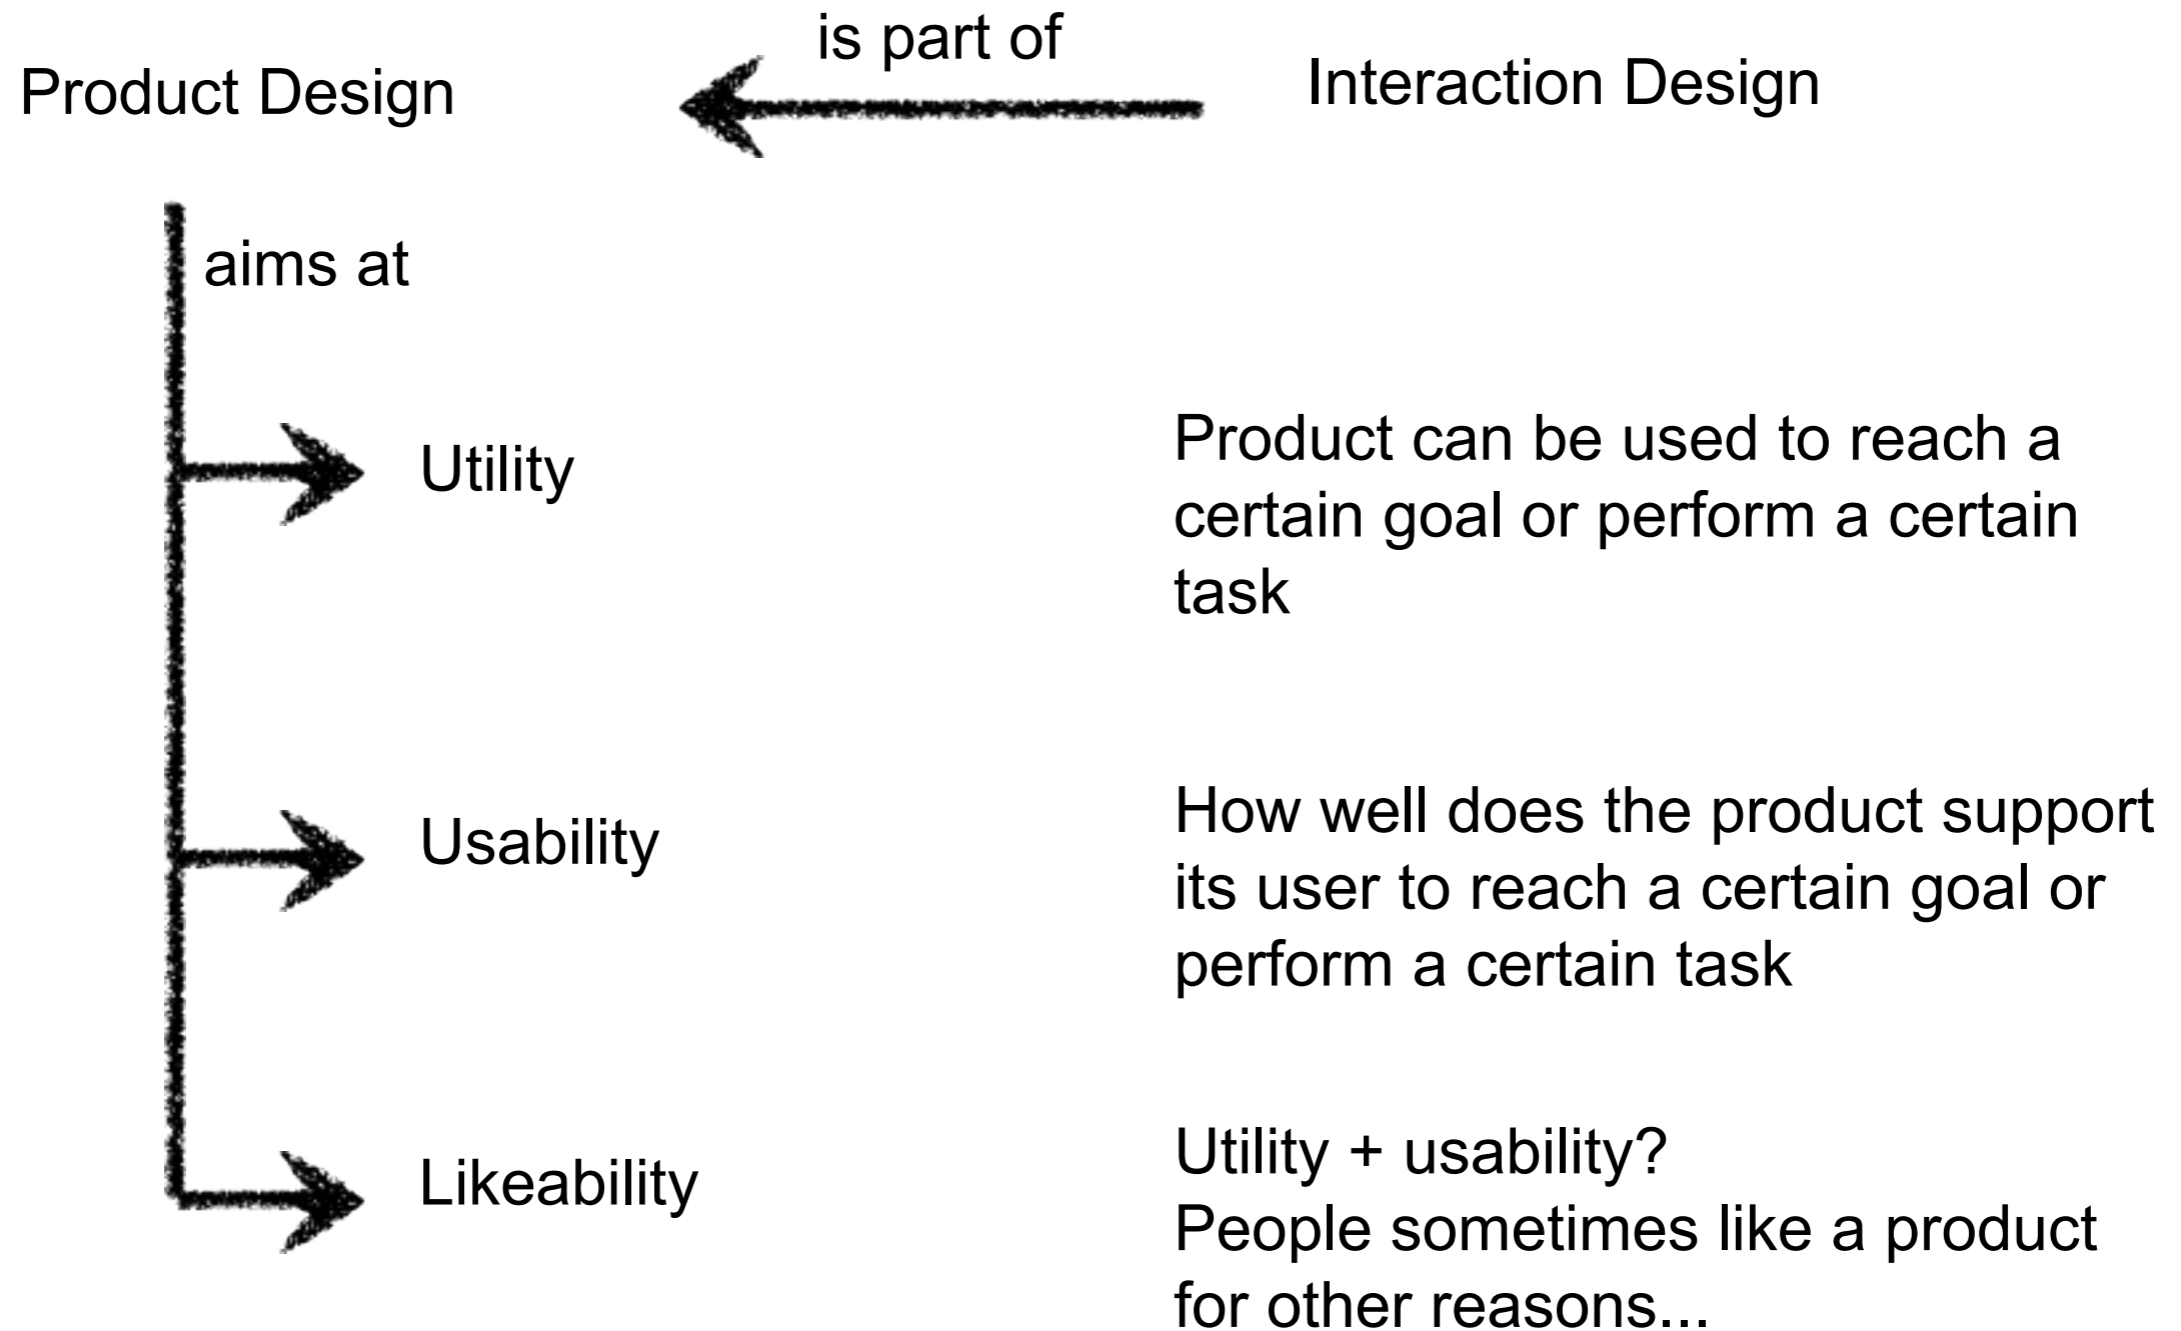 is part of
Product Design
Interaction Design
aims at
Utility
Product can be used to reach a
certain goal or perform a certain
task
Usability
How well does the product support
its user to reach a certain goal or
perform a certain task
Likeability
Utility + usability?
People sometimes like a product
for other reasons...